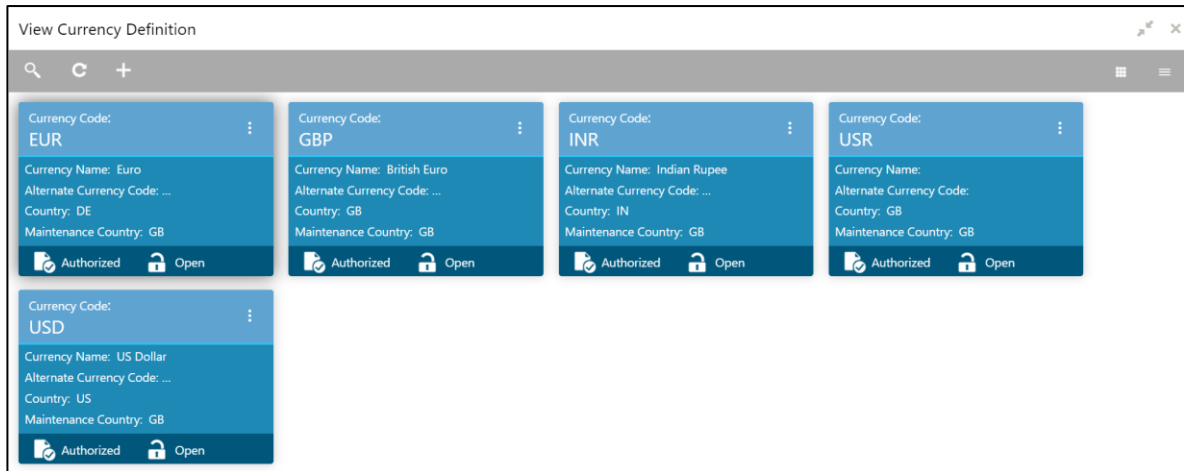 View Currency Definition
Currency Code:
EUR
Currency Name: Euro
Alternate Currency Code: ...
Country: DE
Maintenance Country: GB
Authorized Open
Currency Code:
GBP
Currency Name: British Euro
Alternate Currency Code: ...
Country: GB
Maintenance Country: GB
Authorized Open
Currency Code:
INR
Currency Name: Indian Rupee
Alternate Currency Code: ...
Country: IN
Maintenance Country: GB
Authorized Open
Currency Code:
USR
Currency Name:
Alternate Currency Code:
Country: GB
Maintenance Country: GB
Authorized Open
Currency Code:
USD
Currency Name: US Dollar
Alternate Currency Code: ...
Country: US
Maintenance Country: GB
Authorized Open